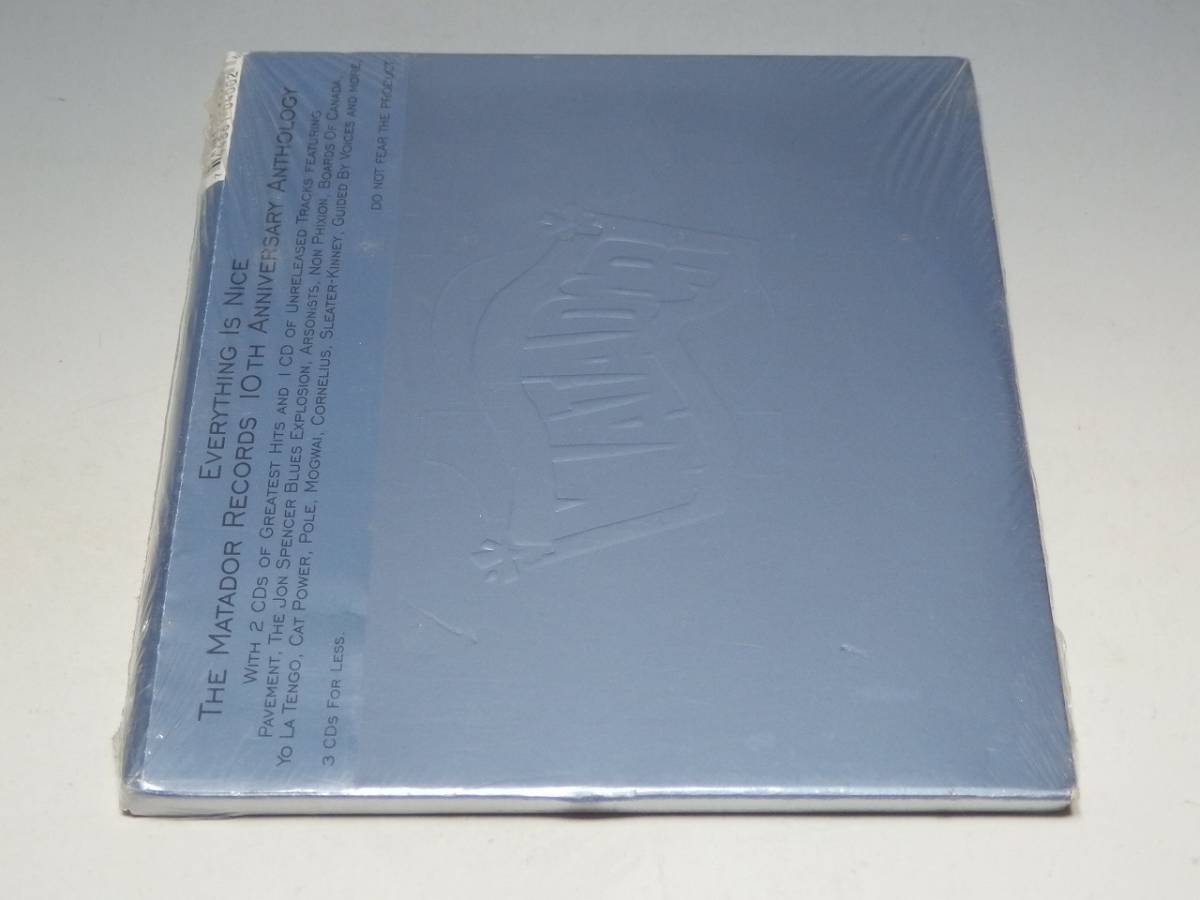 EVERYTHING IS NICE
THE MATADOR RECORDS 10TH ANNIVERSARY ANTHOLOGY
WITH 2 CDS OF GREATEST HITS AND 1 CD OF UNRELEASED TRACKS FEATURING
PAVEMENT, THE JON SPENCER BLUES EXPLOSION, ARSONISTS, NON PHIXION, BOARDS OF CANADA,
YO LA TENGO, CAT POWER, POLE, MOGWAI, CORNELIUS, SLEATER-KINNEY, GUIDED BY VOICES AND MORE.
3 CDS FOR LESS.
DO NOT FEAR THE PRODUCT.
MATADOR